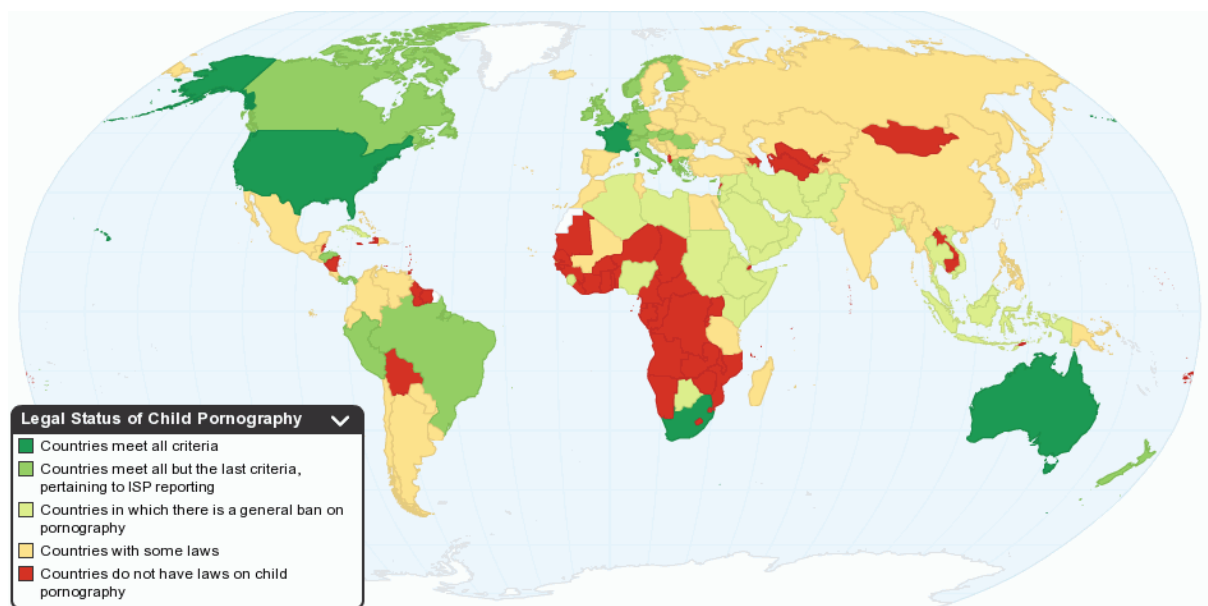 Legal Status of Child Pornography
Countries meet all criteria
Countries meet all but the last criteria,
pertaining to ISP reporting
Countries in which there is a general ban on
pornography
Countries with some laws
Countries do not have laws on child
pornography